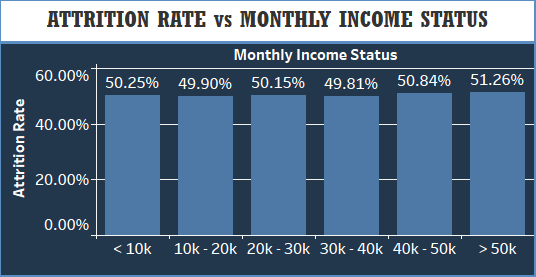 ATTRITION RATE vs MONTHLY INCOME STATUS
Monthly Income Status
Attrition Rate
60.00%
40.00%
20.00%
0.00%
50.25% 49.90% 50.15% 49.81% 50.84% 51.26%
< 10k 10k - 20k 20k - 30k 30k - 40k 40k - 50k > 50k